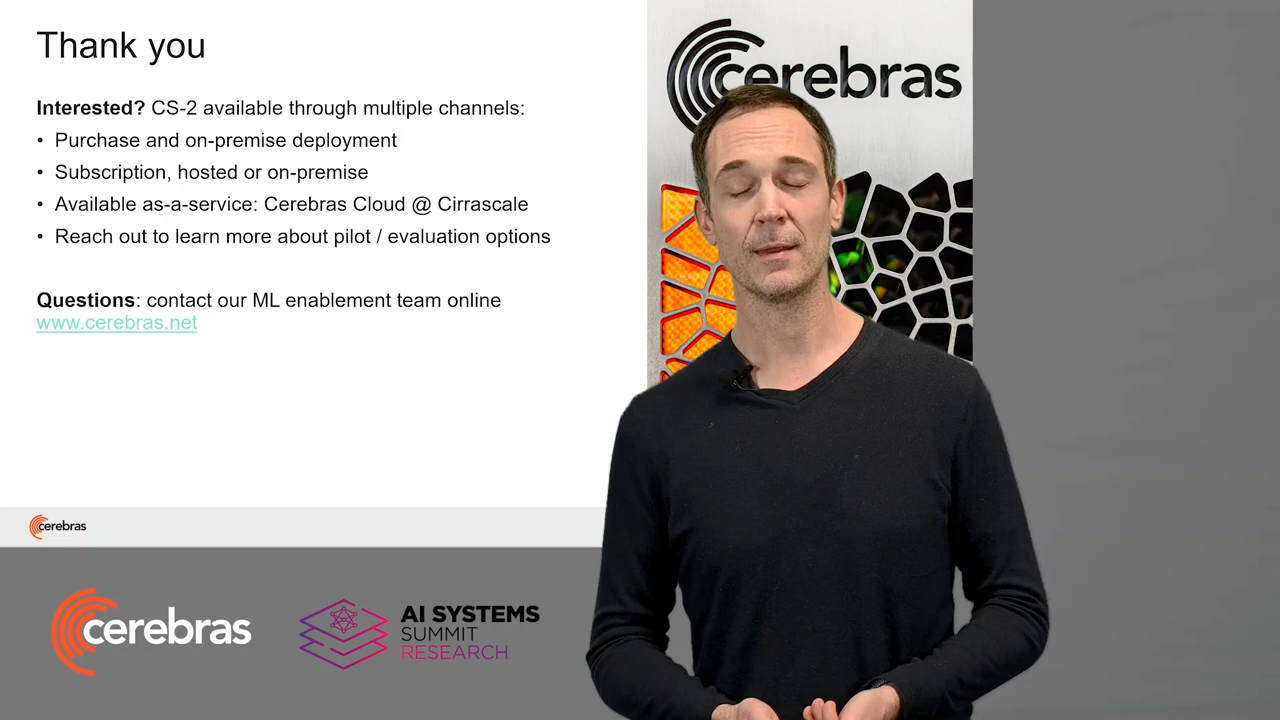 Thank you
Interested? CS-2 available through multiple channels:
• Purchase and on-premise deployment
• Subscription, hosted or on-premise
• Available as-a-service: Cerebras Cloud @ Cirrascale
• Reach out to learn more about pilot / evaluation options
Questions: contact our ML enablement team online
www.cerebras.net
cerebras
cerebras
cerebras
AI SYSTEMS
SUMMIT
RESEARCH